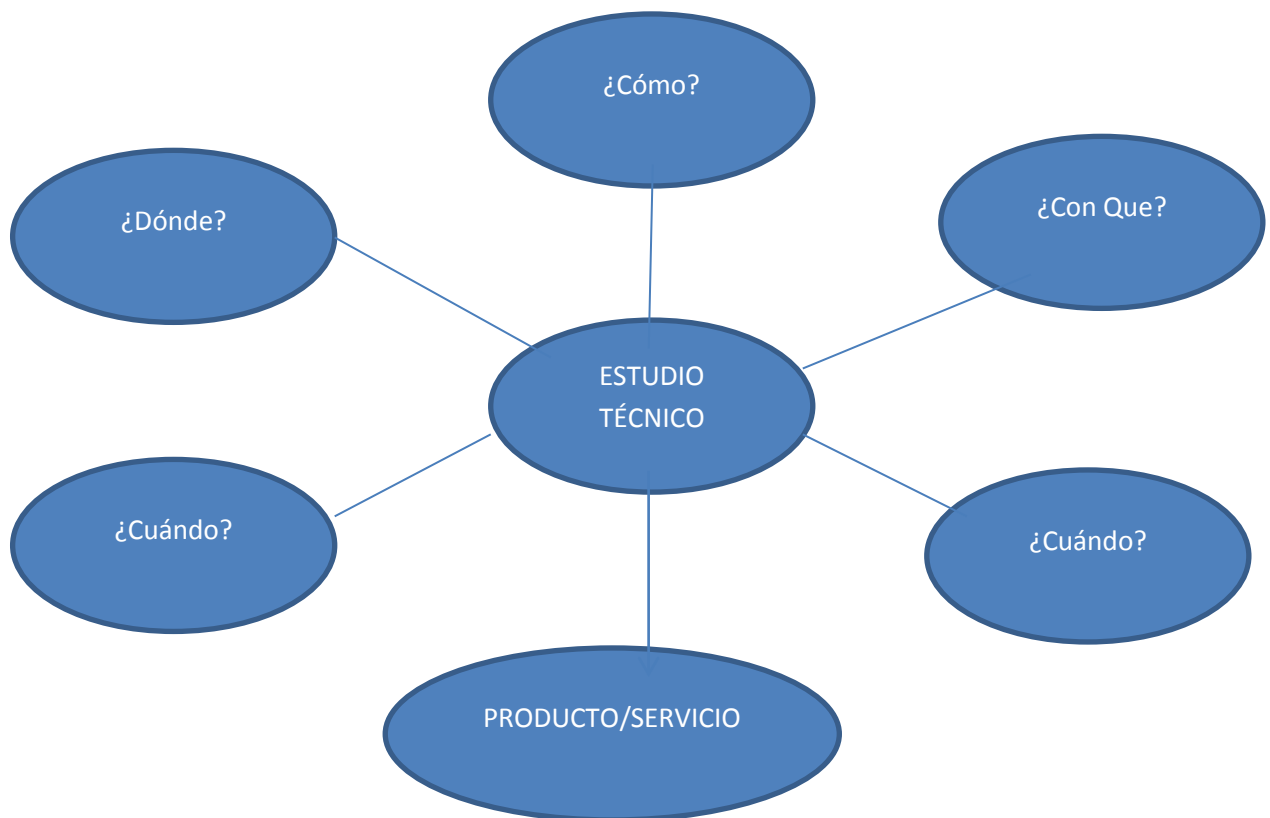 ¿Cómo?
¿Dónde?
¿Con Que?
ESTUDIO
TÉCNICO
¿Cuándo?
¿Cuándo?
PRODUCTO/SERVICIO